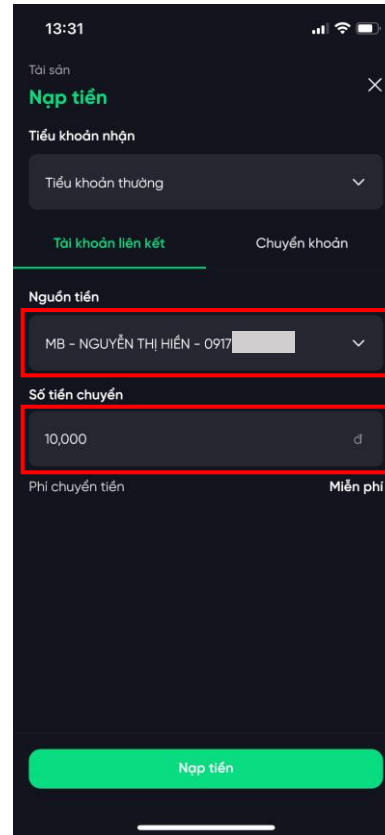 13:31
Tài sản
Nạp tiền
Tiểu khoản nhận
Tiểu khoản thường
Tài khoản liên kết Chuyển khoản
Nguồn tiền
MB - NGUYỄN THỊ HIỀN - 0917
Số tiền chuyển
10,000 đ
Phí chuyển tiền Miễn phí
Nạp tiền